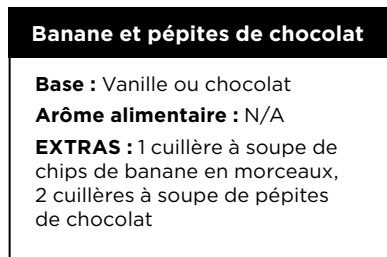 Banane et pépites de chocolat
Base : Vanille ou chocolat
Arôme alimentaire : N/A
EXTRAS : 1 cuillère à soupe de
chips de banane en morceaux,
2 cuillères à soupe de pépites
de chocolat